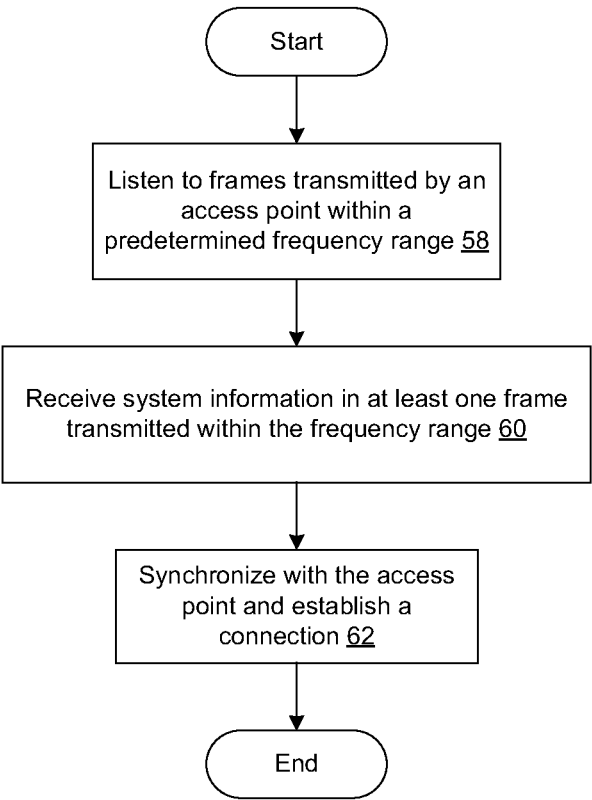 Start
Listen to frames transmitted by an
access point within a
predetermined frequency range 58
Receive system information in at least one frame
transmitted within the frequency range 60
Synchronize with the access
point and establish a
connection 62
End